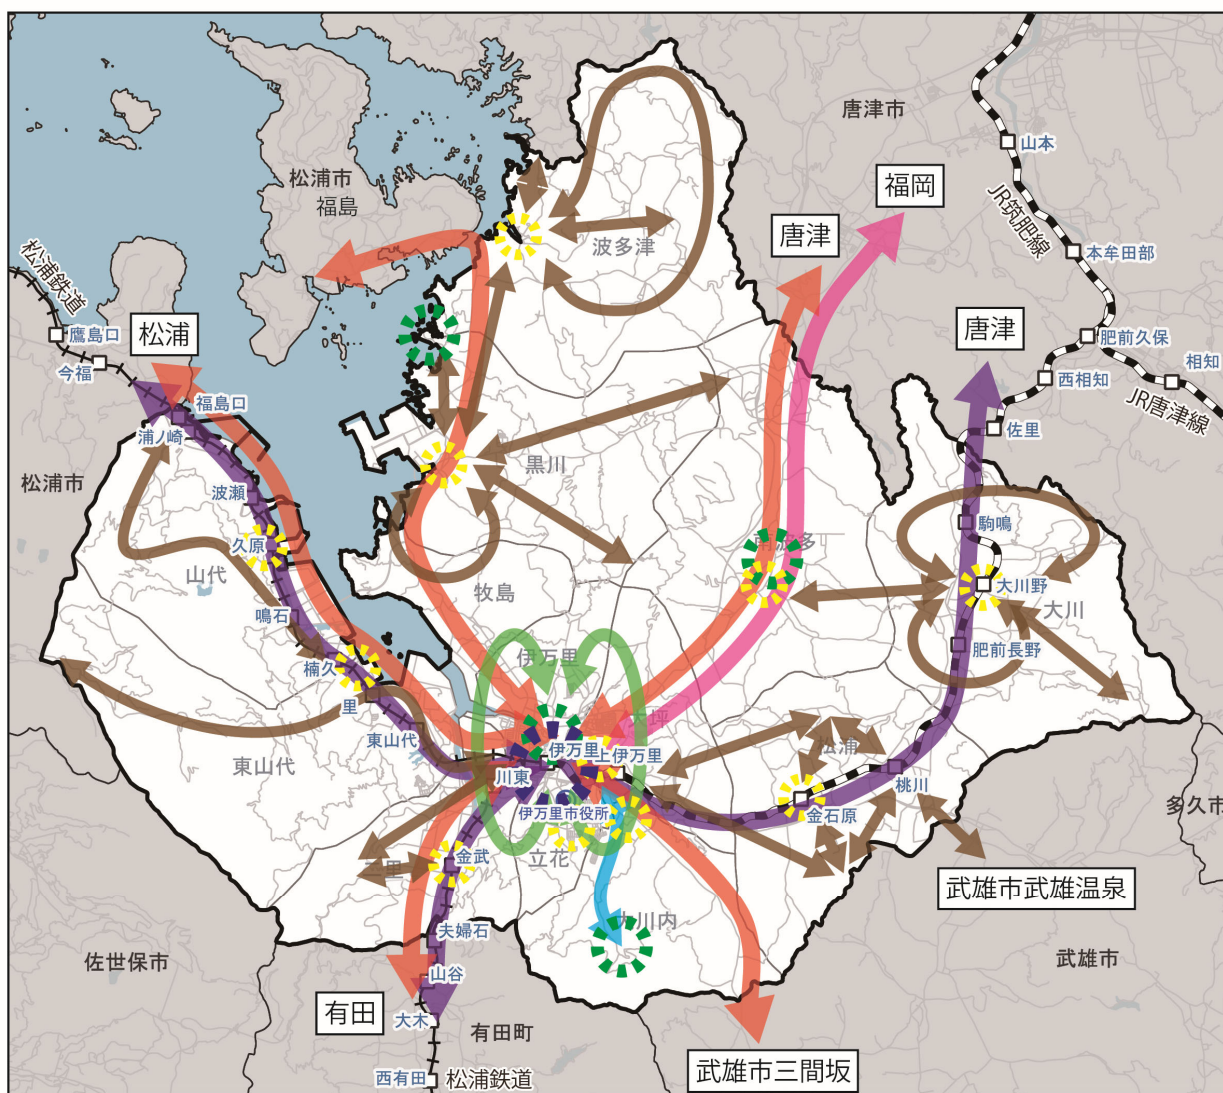 唐津市
山本
松浦市
福岡
福島
JR筑肥線
唐津
波多津
本牟田部
松浦鉄道
松浦
鷹島口
唐津
肥前久保
今福
相知
西相知
JR唐津線
福島口
浦ノ崎
佐里
黒川
松浦市
波瀬
駒鳴
久原
南波多
山代
大川野
牧島
大川
鳴石
肥前長野
伊万里
楠久
里
大坪
東山代
松浦
伊万里
上伊万里
東山代
川東
桃川
多久市
伊万里市役所
金石原
立花
金武
二里
武雄市武雄温泉
大川内
夫婦石
佐世保市
武雄市
山谷
有田
大木
有田町
武雄市三間坂
西有田
松浦鉄道